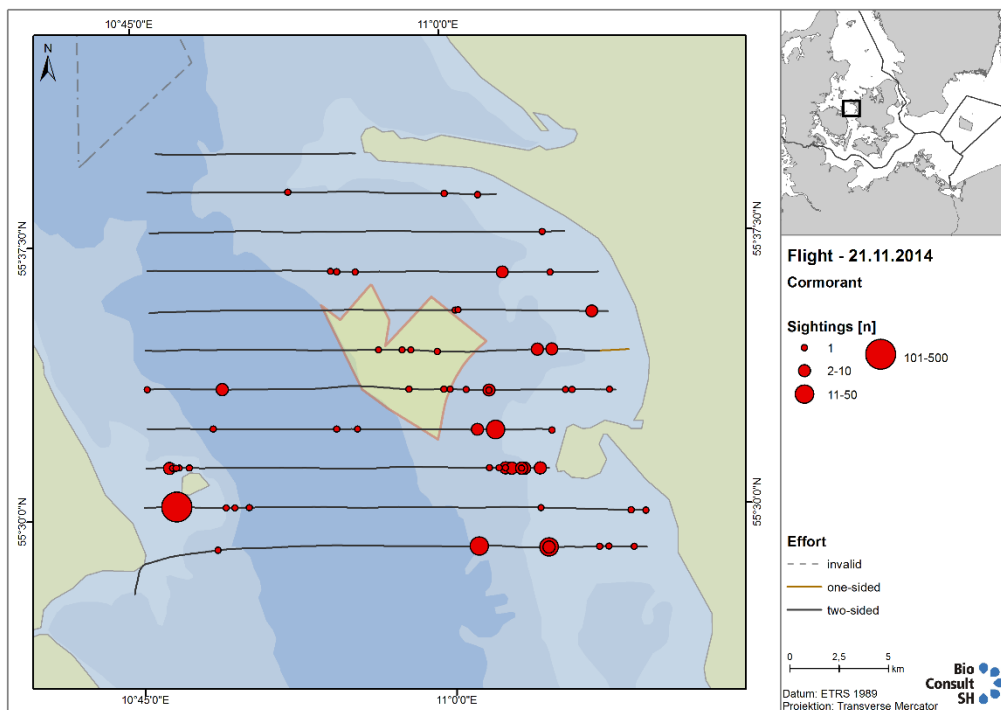 10°45'0"E
11°0'0"E
N
55°37'30"N
55°37'30"N
55°30'0"N
55°30'0"N
10°45'0"E
11°0'0"E
Flight - 21.11.2014
Cormorant
Sightings [n]
1
2-10
11-50
101-500
Effort
invalid
one-sided
two-sided
0
2,5
5
km
Datum: ETRS 1989
Projektion: Transverse Mercator
Bio
Consult
SH